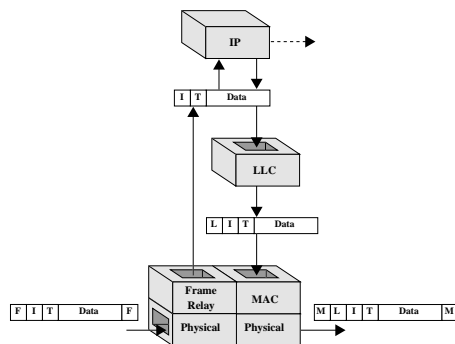 IP
I T Data
LLC
L I T Data
Frame Relay MAC
F I T Data F
M L I T Data M
Physical Physical